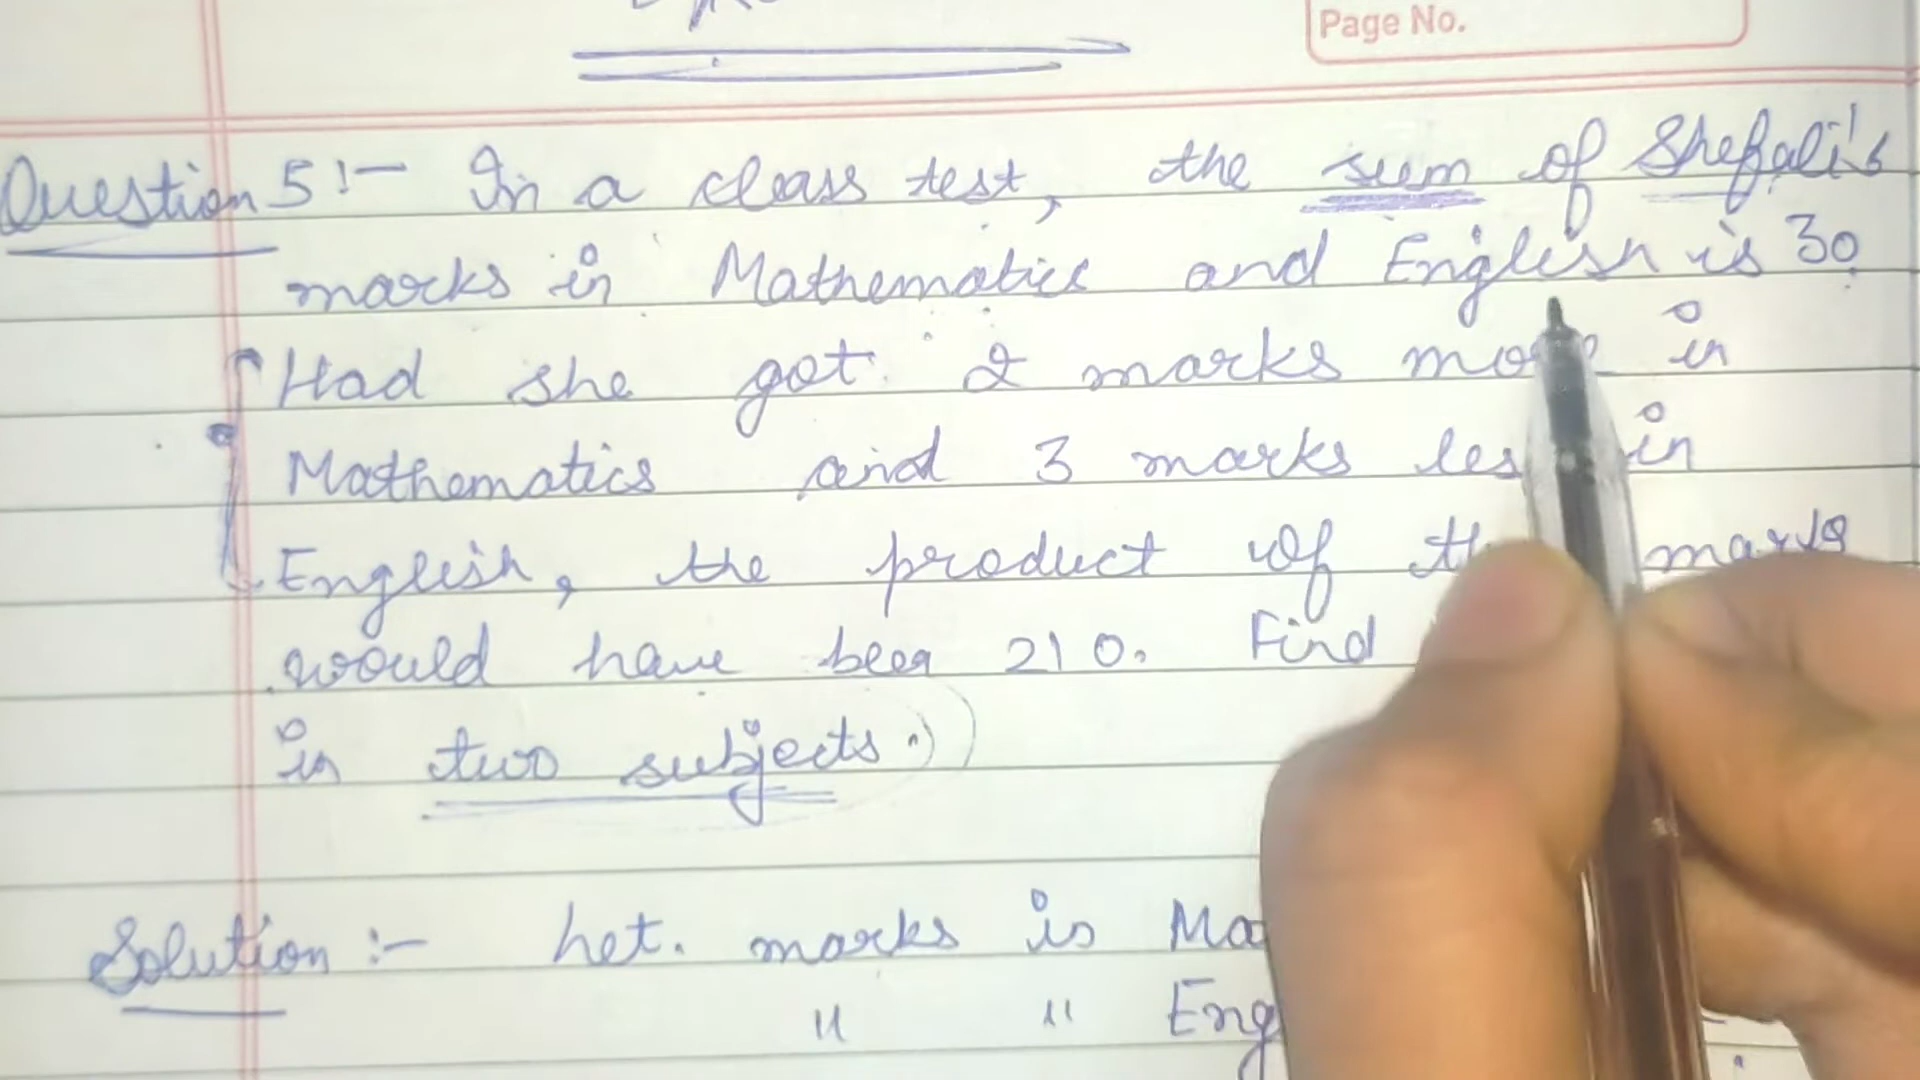 Page No.
Question 5:- In a class test, the sum of Shefali's
marks in Mathematics and English is 30
Had she got 2 marks more in
Mathematics and 3 marks les in
English, the product of marks
would have been 210. Find
in two subjects.
Solution :- Let. marks in Ma
" " Eng